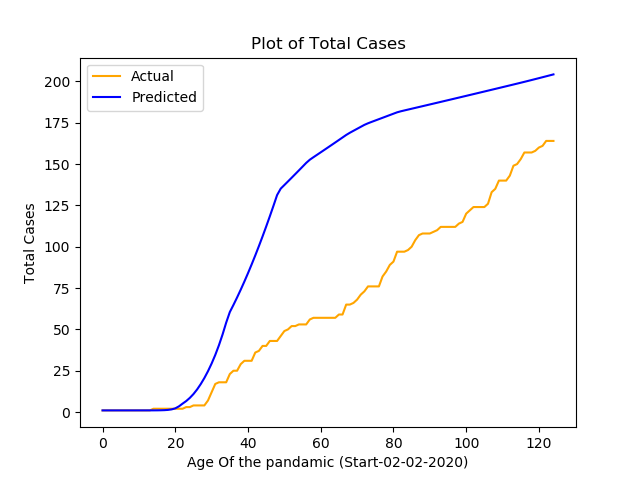 Plot of Total Cases
Actual
Predicted
200
175
150
125
100
75
50
25
0
Total Cases
0 20 40 60 80 100 120
Age Of the pandamic (Start-02-02-2020)